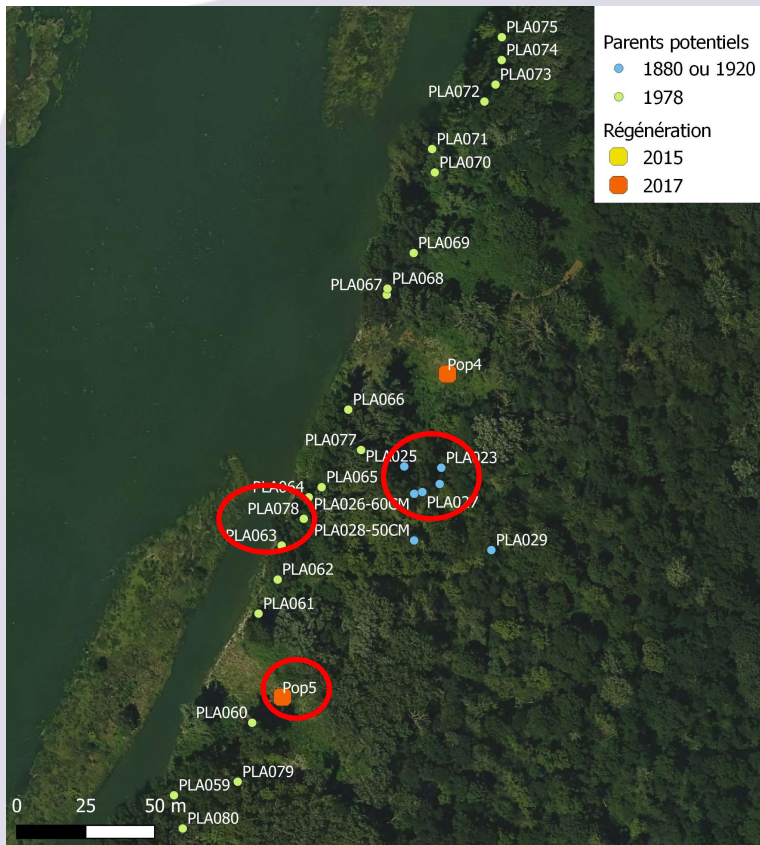 PLA075
PLA074
PLA073
PLA072
PLA071
PLA070
PLA069
PLA068
PLA067
Pop4
PLA066
PLA077
PLA025
PLA023
PLA065
PLA064
PLA026-60CM
PLA027
PLA078
PLA028-50CM
PLA063
PLA029
PLA062
PLA061
Pop5
PLA060
PLA079
PLA059
PLA080
0 25 50 m
Parents potentiels
1880 ou 1920
1978
Régénération
2015
2017